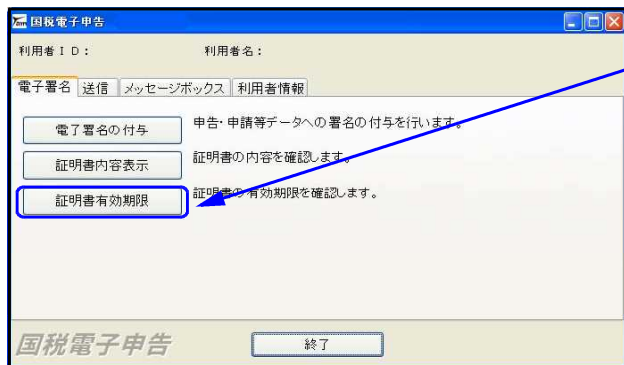 国税電子申告
利用者ID：　利用者名：
電子署名　送信　メッセージボックス　利用者情報
電子署名の付与　申告・申請等データへの署名の付与を行います。
証明書内容表示　証明書の内容を確認します。
証明書有効期限　証明書の有効期限を確認します。
国税電子申告　終了